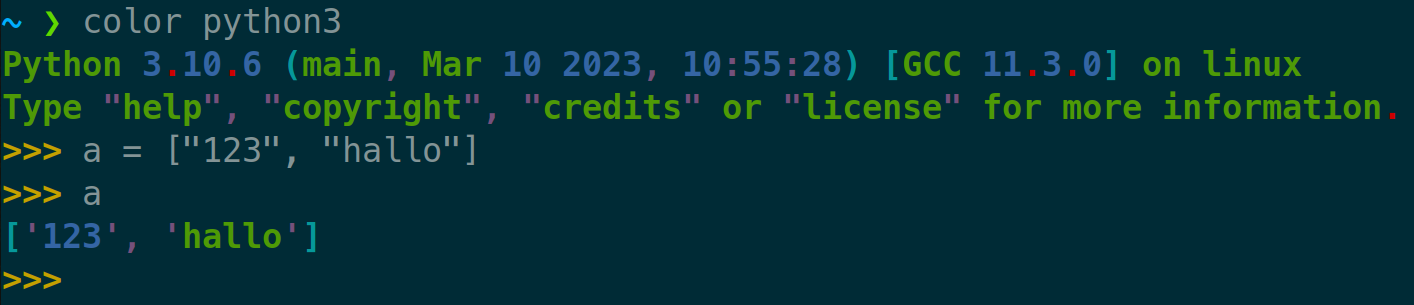 ~ ❯ color python3
Python 3.10.6 (main, Mar 10 2023, 10:55:28) [GCC 11.3.0] on linux
Type "help", "copyright", "credits" or "license" for more information.
>>> a = ["123", "hallo"]
>>> a
['123', 'hallo']
>>>